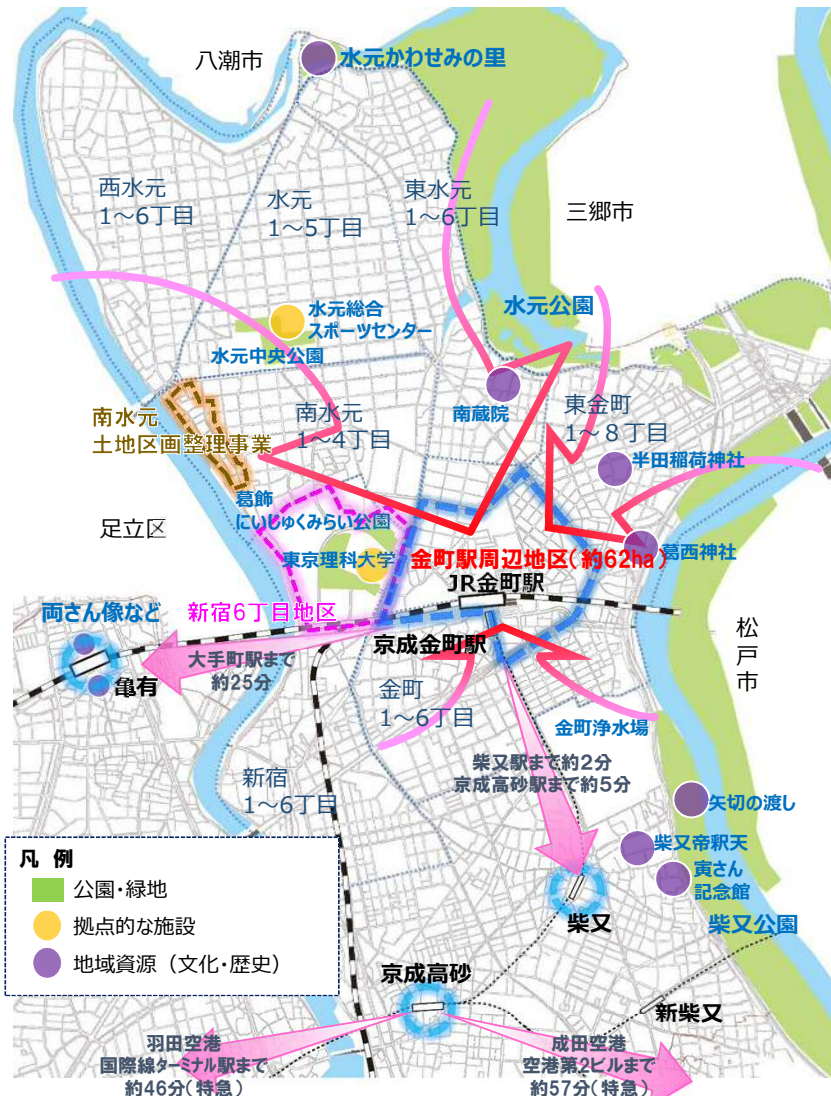 八潮市
水元かわせみの里
西水元
1～6丁目
水元
1～5丁目
東水元
1～6丁目
三郷市
水元総合
スポーツセンター
水元公園
水元中央公園
南水元
土地区画整理事業
南水元
1～4丁目
南蔵院
東金町
1～8丁目
半田稲荷神社
葛飾
にいじゅくみらい公園
足立区
東京理科大学
金町駅周辺地区（約62ha）
葛西神社
JR金町駅
両さん像など
新宿6丁目地区
京成金町駅
松戸市
大手町駅まで
約25分
亀有
金町
1～6丁目
金町浄水場
柴又駅まで約2分
京成高砂駅まで約5分
新宿
1～6丁目
矢切の渡し
柴又帝釈天
寅さん
記念館
凡 例
公園・緑地
拠点的な施設
地域資源（文化・歴史）
柴又
柴又公園
京成高砂
新柴又
羽田空港
国際線ターミナル駅まで
約46分（特急）
成田空港
空港第2ビルまで
約57分（特急）